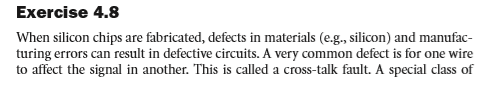 Exercise 4.8
When silicon chips are fabricated, defects in materials (e.g., silicon) and manufac-
turing errors can result in defective circuits. A very common defect is for one wire
to affect the signal in another. This is called a cross-talk fault. A special class of